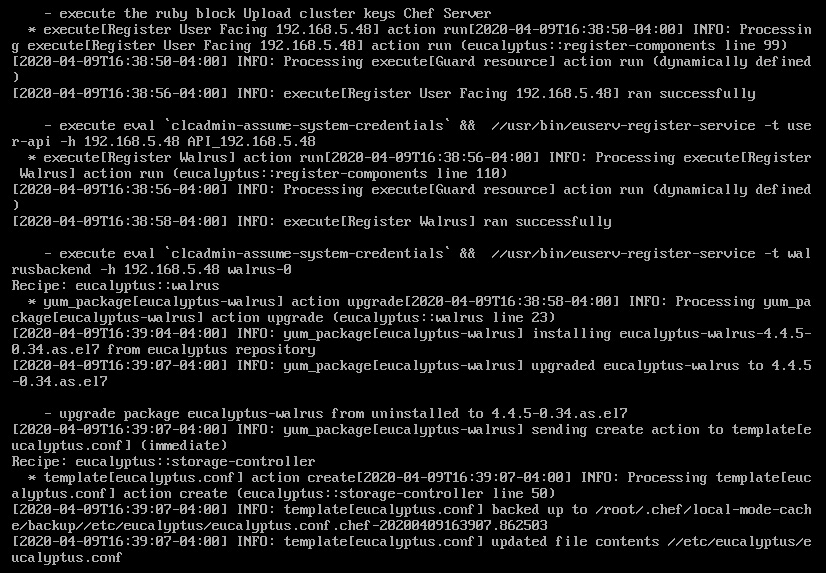 - execute the ruby block Upload cluster keys Chef Server
  * execute[Register User Facing 192.168.5.48] action run[2020-04-09T16:38:50-04:00] INFO: Processin
g execute[Register User Facing 192.168.5.48] action run (eucalyptus::register-components line 99)
[2020-04-09T16:38:50-04:00] INFO: Processing execute[Guard resource] action run (dynamically defined
)
[2020-04-09T16:38:56-04:00] INFO: execute[Register User Facing 192.168.5.48] ran successfully

    - execute eval `clcadmin-assume-system-credentials` &&  //usr/bin/euserv-register-service -t use
r-api -h 192.168.5.48 API_192.168.5.48
  * execute[Register Walrus] action run[2020-04-09T16:38:56-04:00] INFO: Processing execute[Register
 Walrus] action run (eucalyptus::register-components line 110)
[2020-04-09T16:38:56-04:00] INFO: Processing execute[Guard resource] action run (dynamically defined
)
[2020-04-09T16:38:58-04:00] INFO: execute[Register Walrus] ran successfully

    - execute eval `clcadmin-assume-system-credentials` &&  //usr/bin/euserv-register-service -t wal
rusbackend -h 192.168.5.48 walrus-0
Recipe: eucalyptus::walrus
  * yum_package[eucalyptus-walrus] action upgrade[2020-04-09T16:38:58-04:00] INFO: Processing yum_pa
ckage[eucalyptus-walrus] action upgrade (eucalyptus::walrus line 23)
[2020-04-09T16:39:04-04:00] INFO: yum_package[eucalyptus-walrus] installing eucalyptus-walrus-4.4.5-
0.34.as.el7 from eucalyptus repository
[2020-04-09T16:39:07-04:00] INFO: yum_package[eucalyptus-walrus] upgraded eucalyptus-walrus to 4.4.5
-0.34.as.el7

    - upgrade package eucalyptus-walrus from uninstalled to 4.4.5-0.34.as.el7
[2020-04-09T16:39:07-04:00] INFO: yum_package[eucalyptus-walrus] sending create action to template[e
ucalyptus.conf] (immediate)
Recipe: eucalyptus::storage-controller
  * template[eucalyptus.conf] action create[2020-04-09T16:39:07-04:00] INFO: Processing template[euc
alyptus.conf] action create (eucalyptus::storage-controller line 50)
[2020-04-09T16:39:07-04:00] INFO: template[eucalyptus.conf] backed up to /root/.chef/local-mode-cach
e/backup//etc/eucalyptus/eucalyptus.conf.chef-20200409163907.862503
[2020-04-09T16:39:07-04:00] INFO: template[eucalyptus.conf] updated file contents //etc/eucalyptus/e
ucalyptus.conf